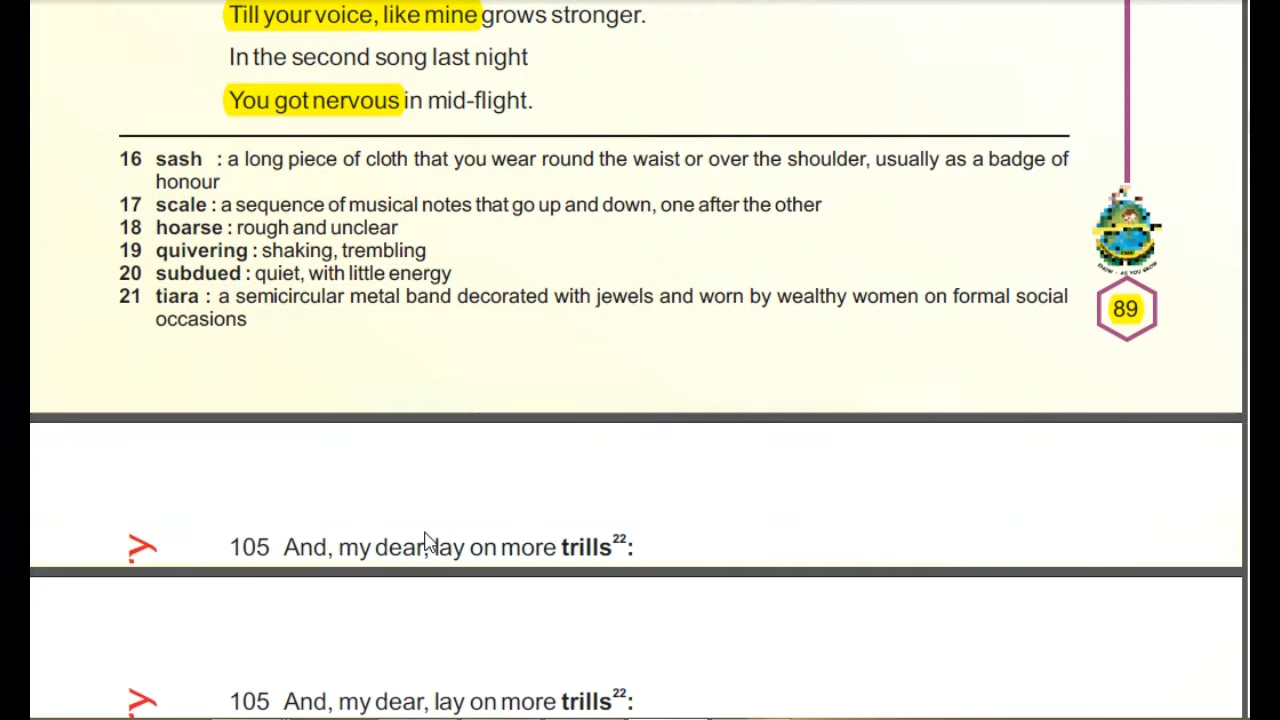 Till your voice, like mine grows stronger.
In the second song last night
You got nervous in mid-flight.
16 sash : a long piece of cloth that you wear round the waist or over the shoulder, usually as a badge of
honour
17 scale : a sequence of musical notes that go up and down, one after the other
18 hoarse : rough and unclear
19 quivering : shaking, trembling
20 subdued : quiet, with little energy
21 tiara : a semicircular metal band decorated with jewels and worn by wealthy women on formal social
occasions
89
105 And, my dear, lay on more trills22:
105 And, my dear, lay on more trills22: